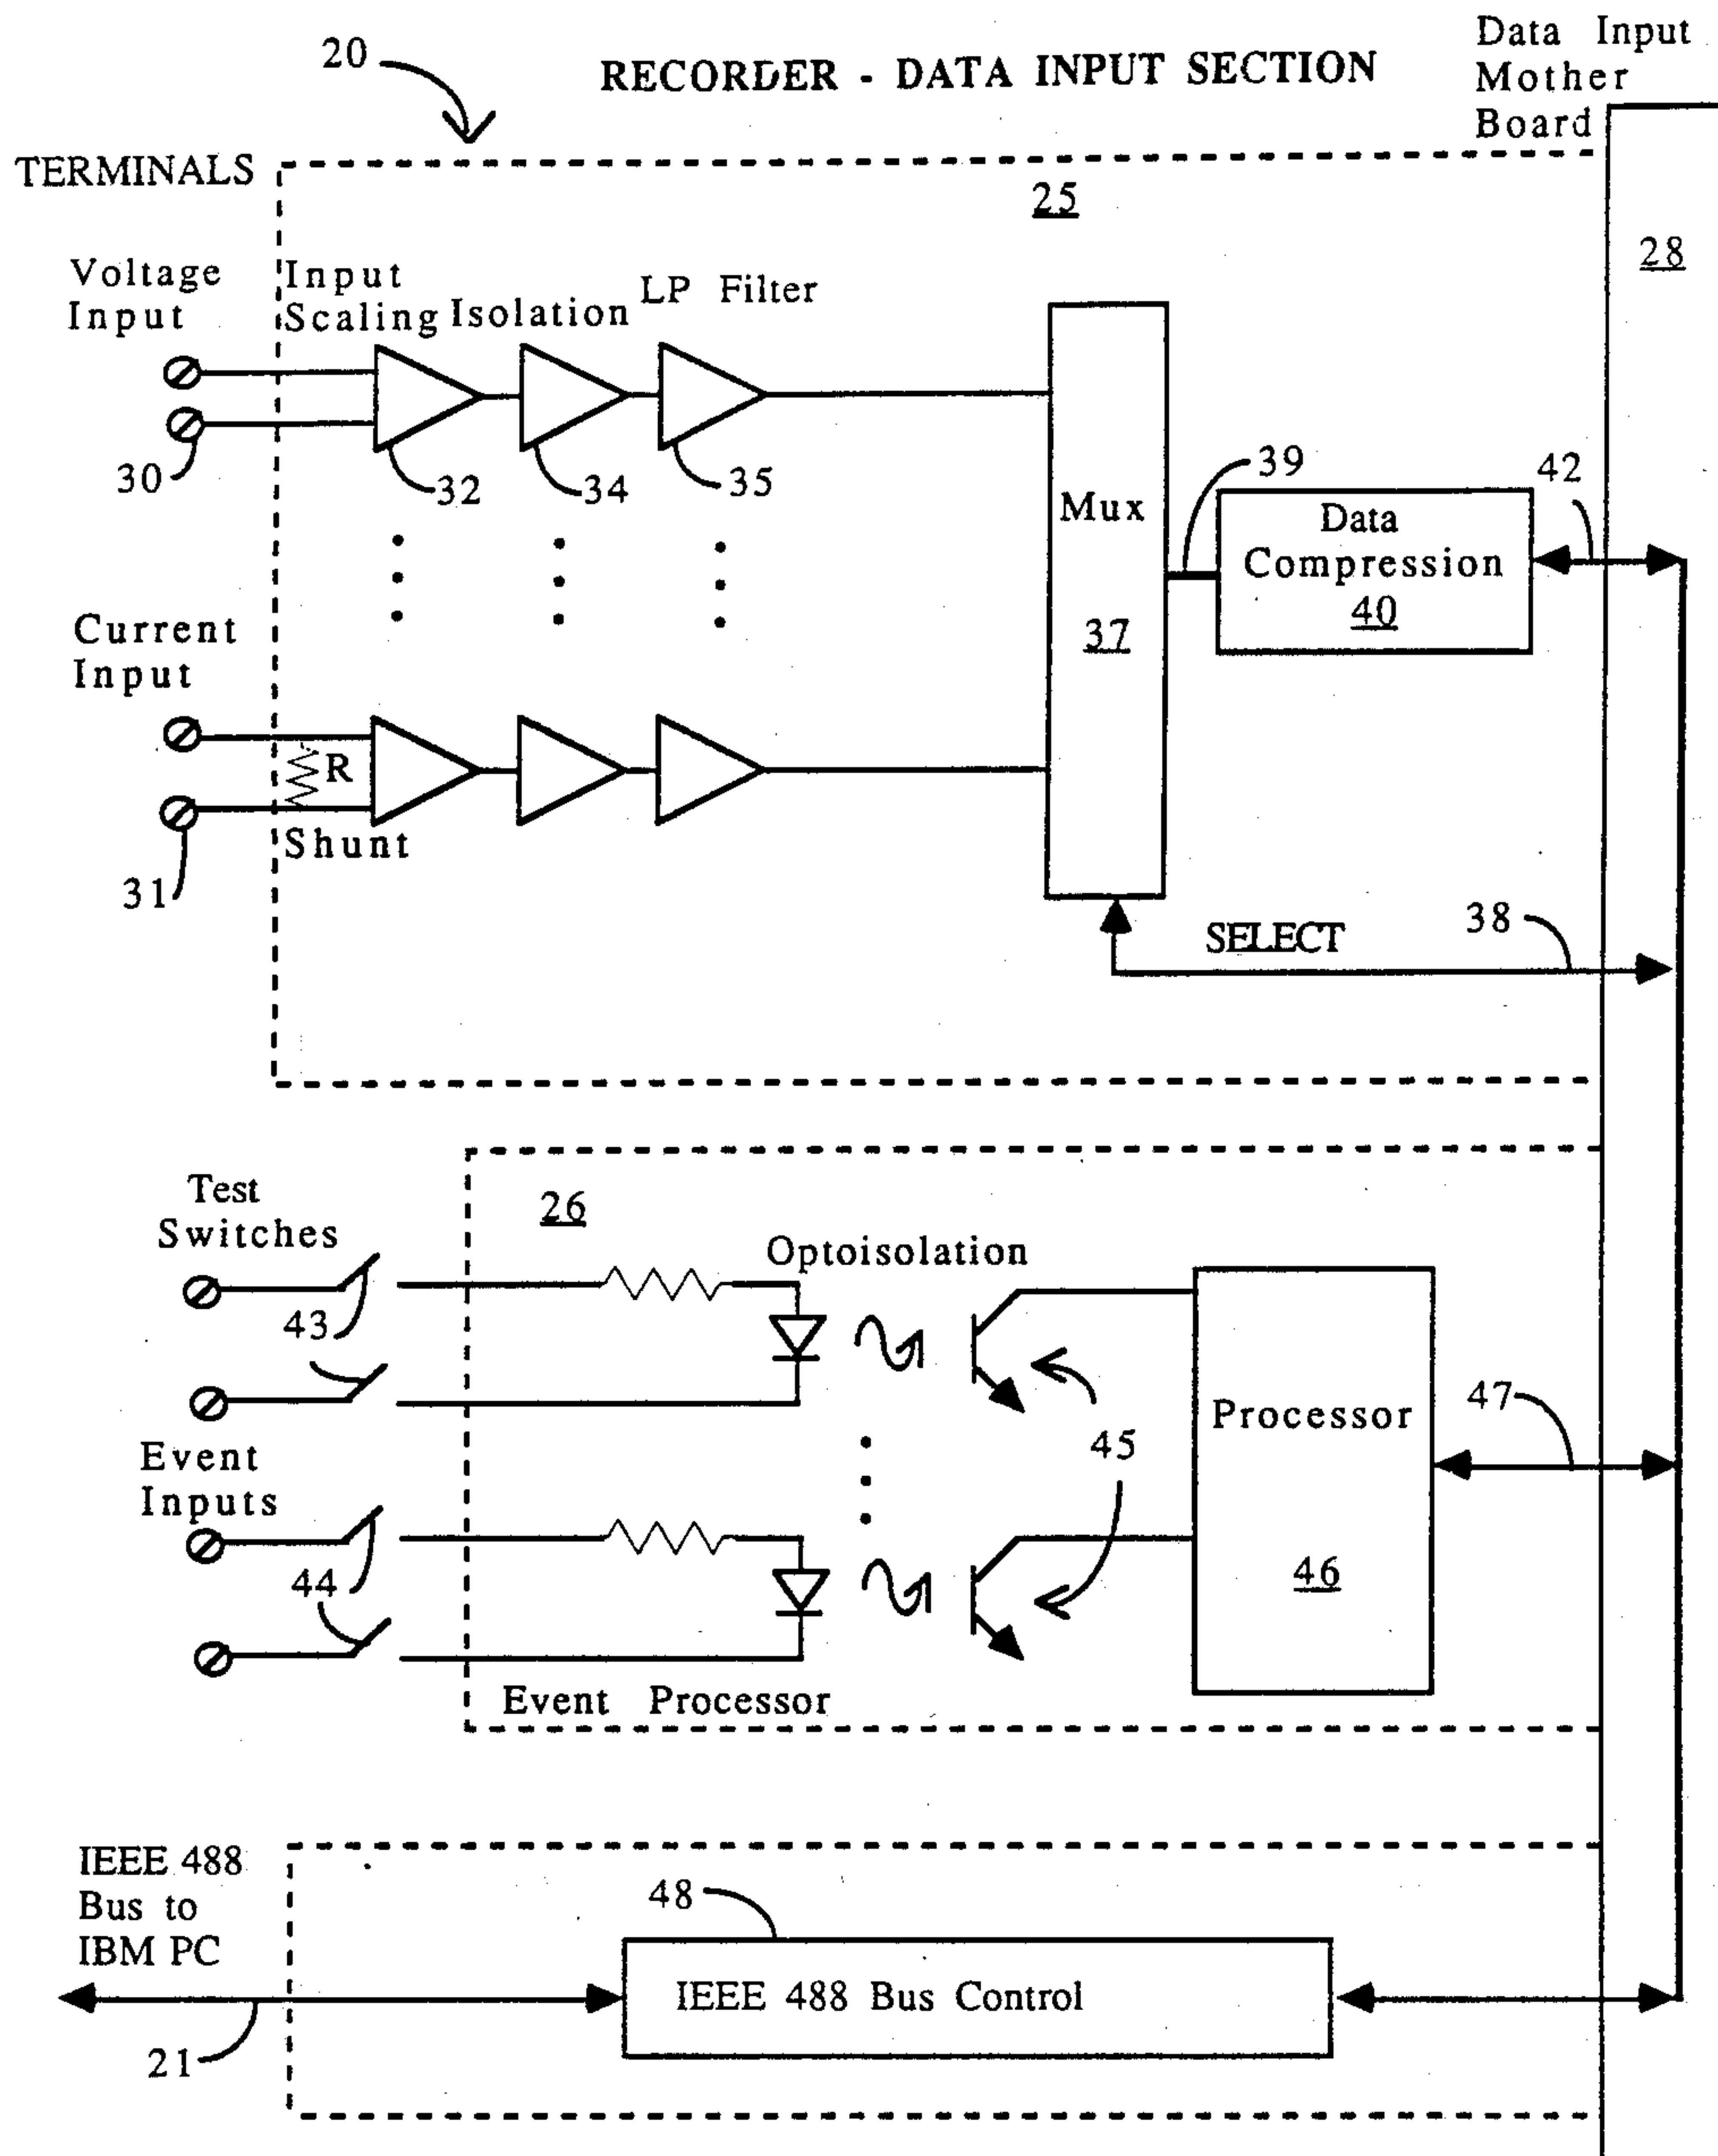 20
RECORDER - DATA INPUT SECTION
Data Input
Mother
Board
TERMINALS
25
28
Voltage
Input
Input
Scaling
Isolation
LP Filter
30
32
34
35
Mux
37
39
Data
Compression
40
42
Current
Input
R
Shunt
31
SELECT
38
Test
Switches
26
Optoisolation
43
Processor
47
45
Event
Inputs
44
46
Event Processor
IEEE 488
Bus to
IBM PC
48
IEEE 488 Bus Control
21